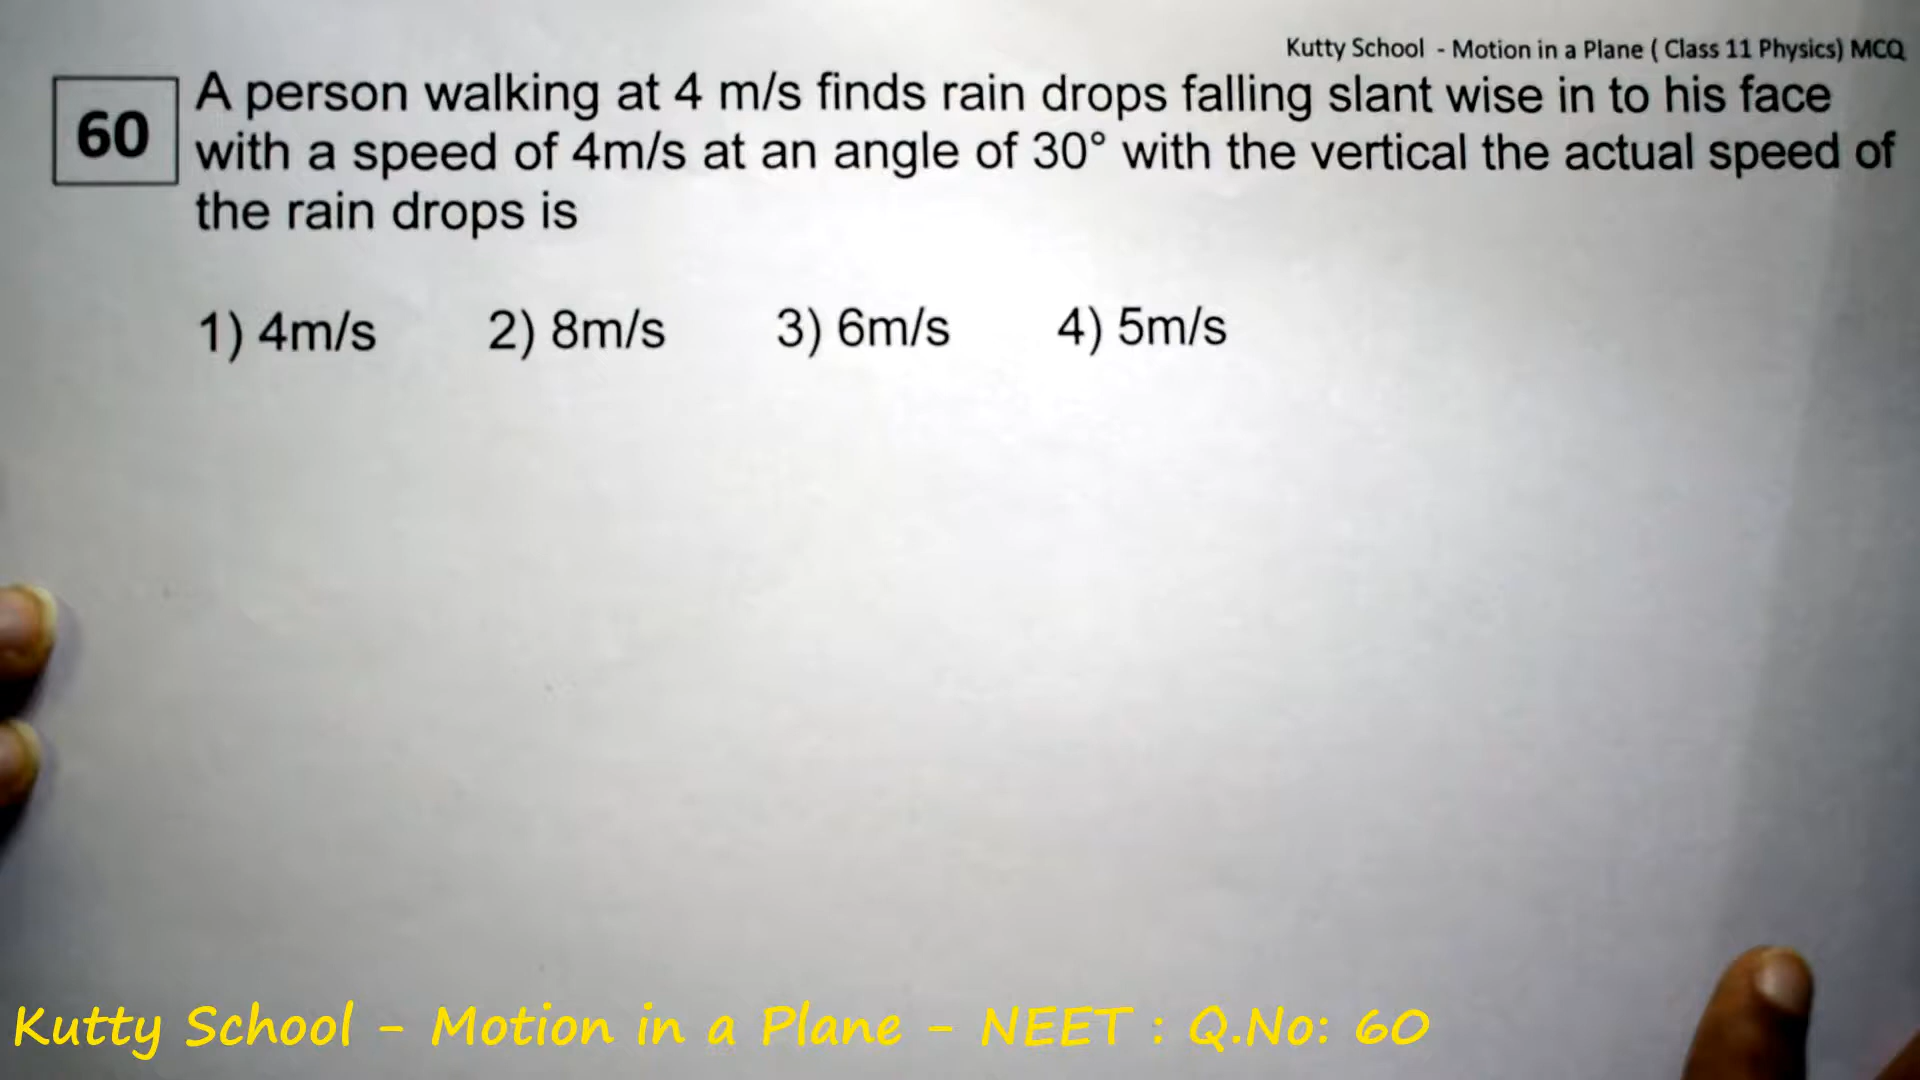 Kutty School - Motion in a Plane ( Class 11 Physics) MCQ
60
A person walking at 4 m/s finds rain drops falling slant wise in to his face
with a speed of 4m/s at an angle of 30° with the vertical the actual speed of
the rain drops is
1) 4m/s 2) 8m/s 3) 6m/s 4) 5m/s
Kutty School - Motion in a Plane - NEET : Q.No: 60